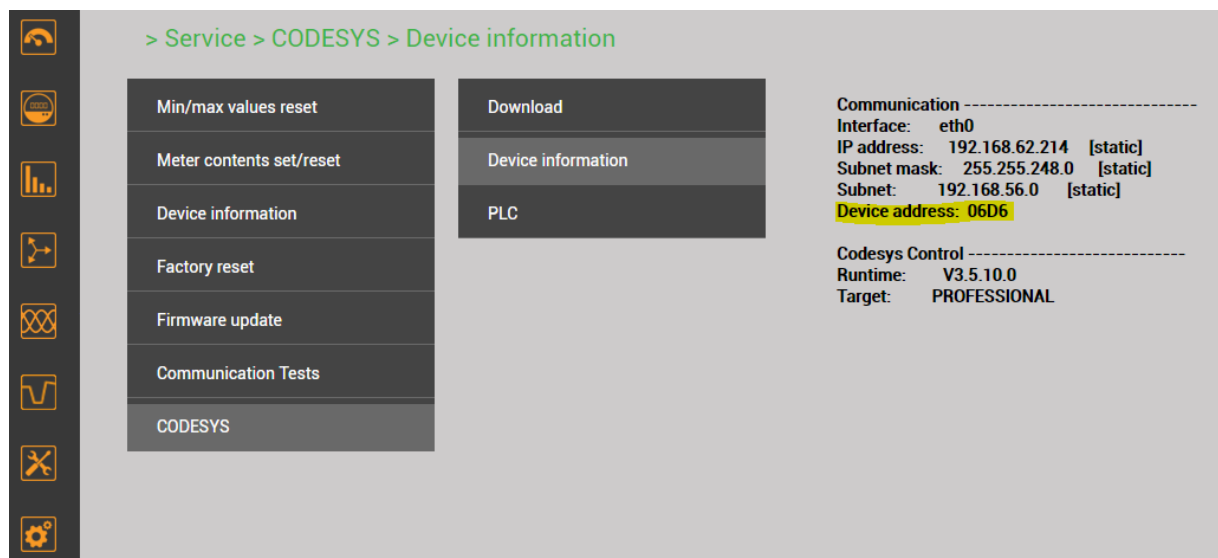 > Service > CODESYS > Device information
Min/max values reset
Meter contents set/reset
Device information
Factory reset
Firmware update
Communication Tests
CODESYS
Download
Device information
PLC
Communication ------------------------------
Interface: eth0
IP address: 192.168.62.214 [static]
Subnet mask: 255.255.248.0 [static]
Subnet: 192.168.56.0 [static]
Device address: 06D6
Codesys Control ----------------------------
Runtime: V3.5.10.0
Target: PROFESSIONAL